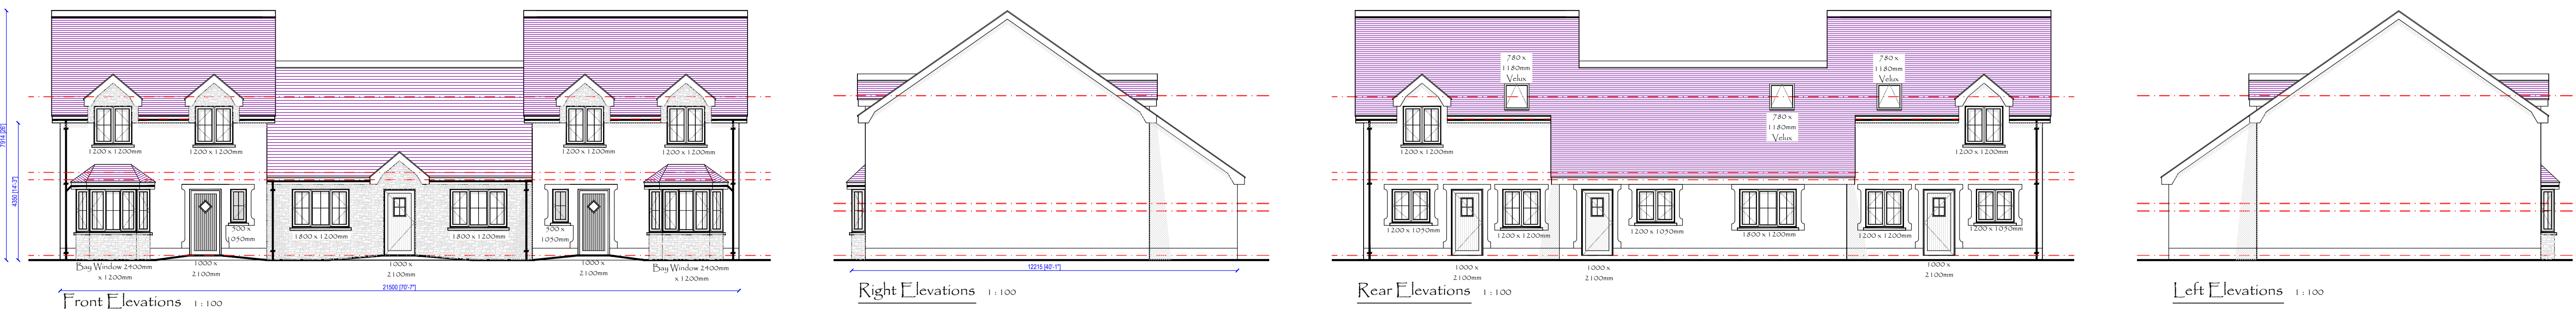 7914 [26']
4350 [14'-3"]
1200 x 1200mm
1200 x 1200mm
1200 x 1200mm
1200 x 1200mm
500 x
1050mm
1800 x 1200mm
1800 x 1200mm
500 x
1050mm
Bay Window 2400mm
x 1200mm
1000 x
2100mm
1000 x
2100mm
1000 x
2100mm
Bay Window 2400mm
x 1200mm
21500 [70'-7"]
Front Elevations 1 : 100
12215 [40'-1"]
Right Elevations 1 : 100
780 x
1180mm
Velux
780 x
1180mm
Velux
780 x
1180mm
Velux
1200 x 1200mm
1200 x 1200mm
1200 x 1050mm
1200 x 1200mm
1200 x 1050mm
1800 x 1200mm
1200 x 1200mm
1200 x 1050mm
1000 x
2100mm
1000 x
2100mm
1000 x
2100mm
Rear Elevations 1 : 100
Left Elevations 1 : 100